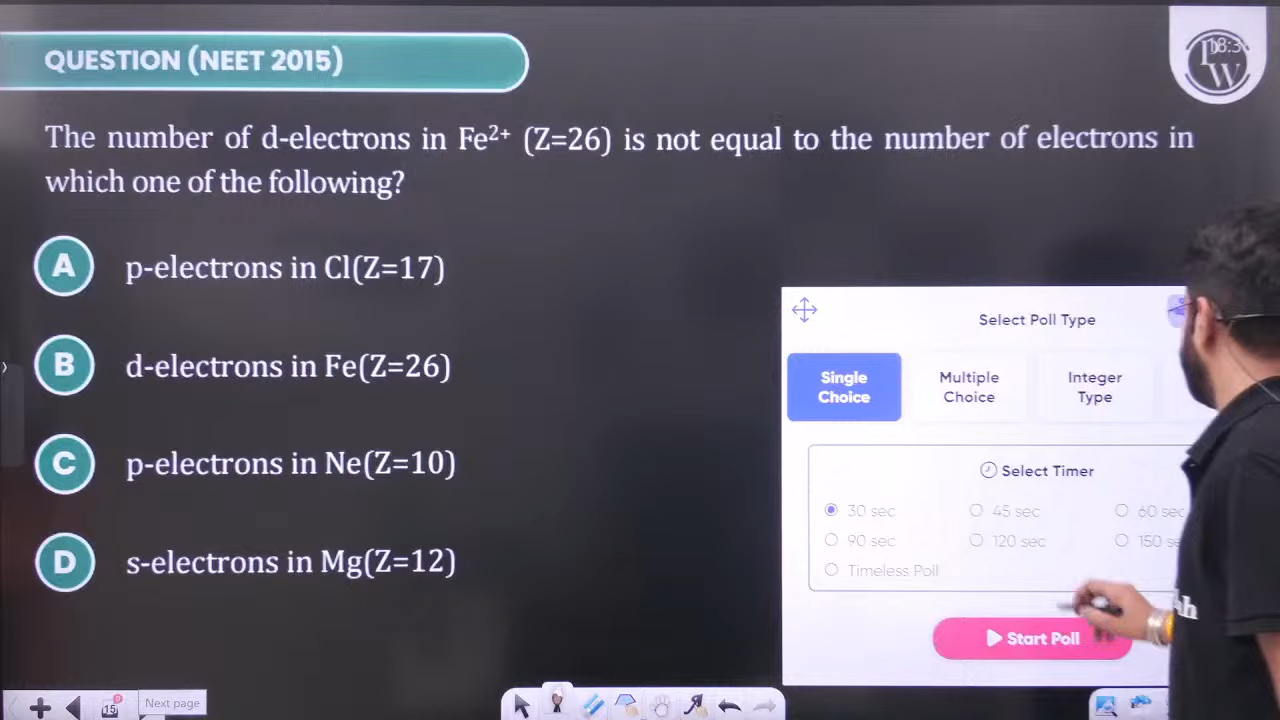 QUESTION (NEET 2015)
The number of d-electrons in Fe²⁺ (Z=26) is not equal to the number of electrons in
which one of the following?
A p-electrons in Cl(Z=17)
B d-electrons in Fe(Z=26)
C p-electrons in Ne(Z=10)
D s-electrons in Mg(Z=12)
Select Poll Type
Single
Choice
Multiple
Choice
Integer
Type
Select Timer
30 sec
45 sec
60 sec
90 sec
120 sec
150
Timeless Poll
Start Poll
15
Next page
18:3